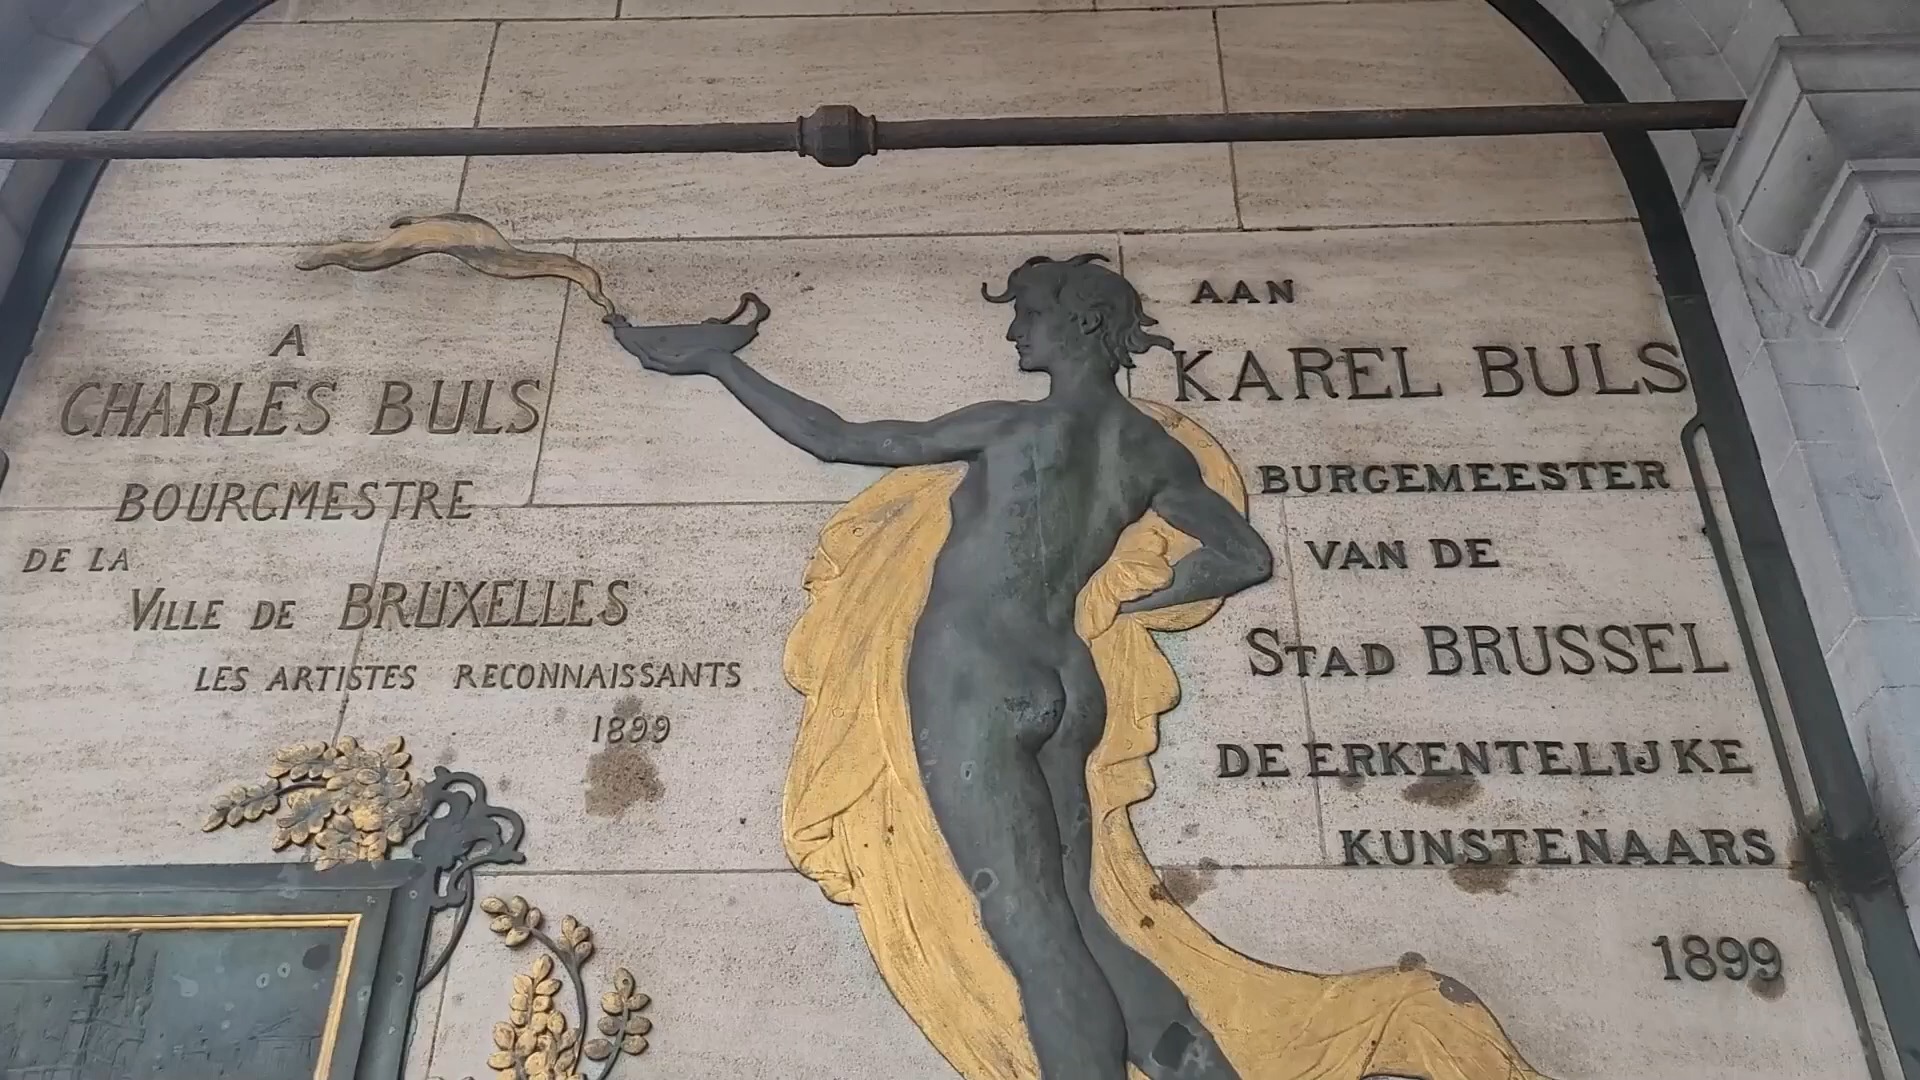 A
CHARLES BULS
BOURGMESTRE
DE LA
VILLE DE BRUXELLES
LES ARTISTES RECONNAISSANTS
1899
AAN
KAREL BULS
BURGEMEESTER
VAN DE
STAD BRUSSEL
DE ERKENTELIJKE
KUNSTENAARS
1899